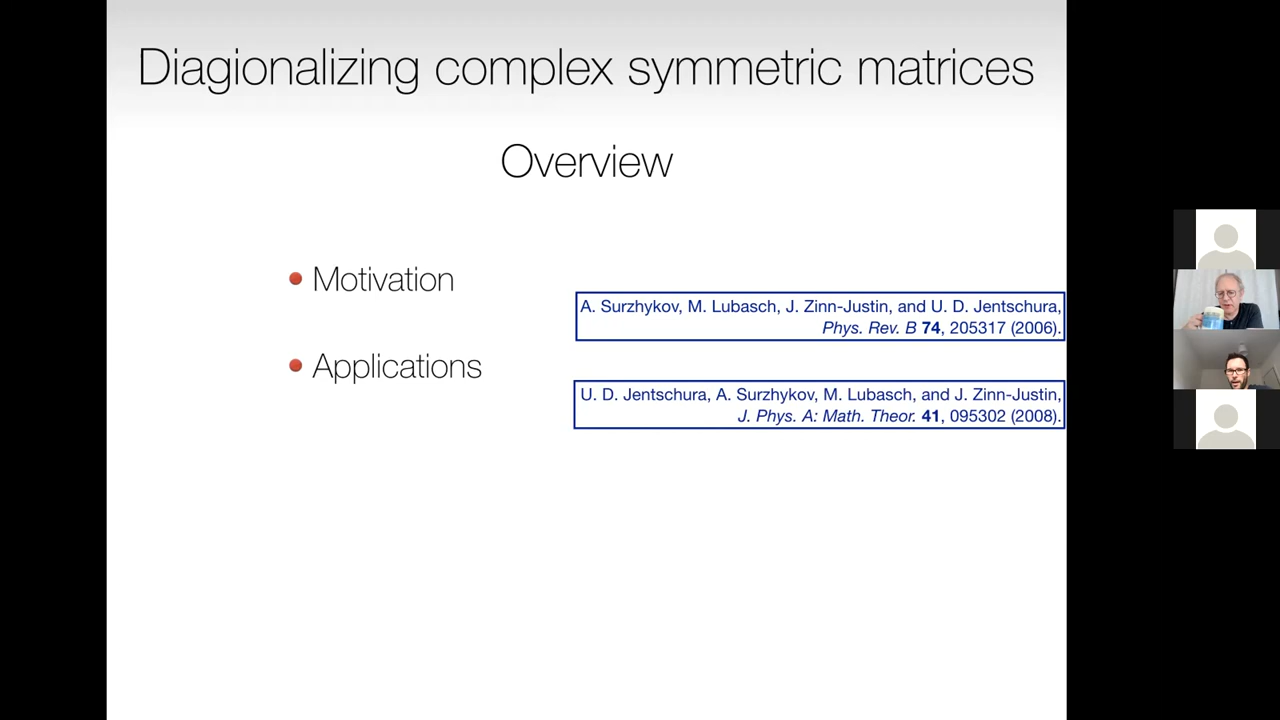 Diagionalizing complex symmetric matrices
Overview
• Motivation
A. Surzhykov, M. Lubasch, J. Zinn-Justin, and U. D. Jentschura,
Phys. Rev. B 74, 205317 (2006).
• Applications
U. D. Jentschura, A. Surzhykov, M. Lubasch, and J. Zinn-Justin,
J. Phys. A: Math. Theor. 41, 095302 (2008).